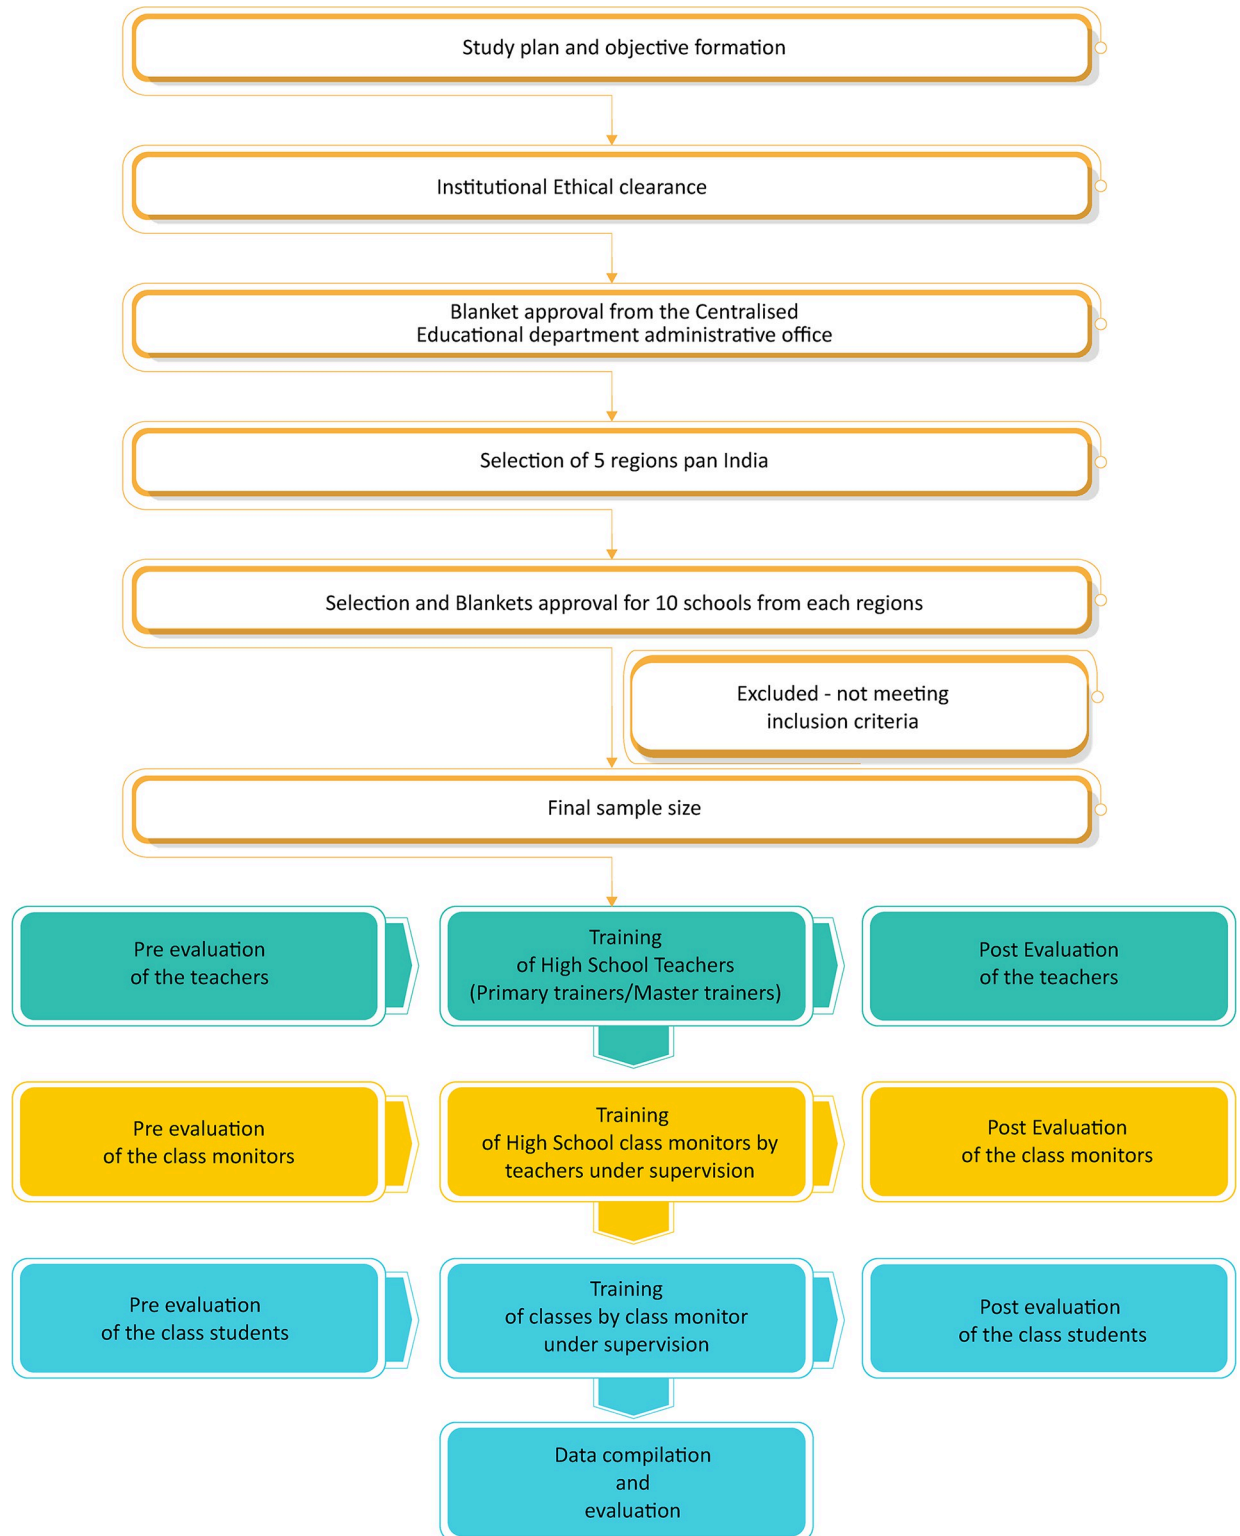 Study plan and objective formation
Institutional Ethical clearance
Blanket approval from the Centralised
Educational department administrative office
Selection of 5 regions pan India
Selection and Blankets approval for 10 schools from each regions
Excluded - not meeting
inclusion criteria
Final sample size
Pre evaluation
of the teachers
Training
of High School Teachers
(Primary trainers/Master trainers)
Post Evaluation
of the teachers
Pre evaluation
of the class monitors
Training
of High School class monitors by
teachers under supervision
Post Evaluation
of the class monitors
Pre evaluation
of the class students
Training
of classes by class monitor
under supervision
Post evaluation
of the class students
Data compilation
and
evaluation